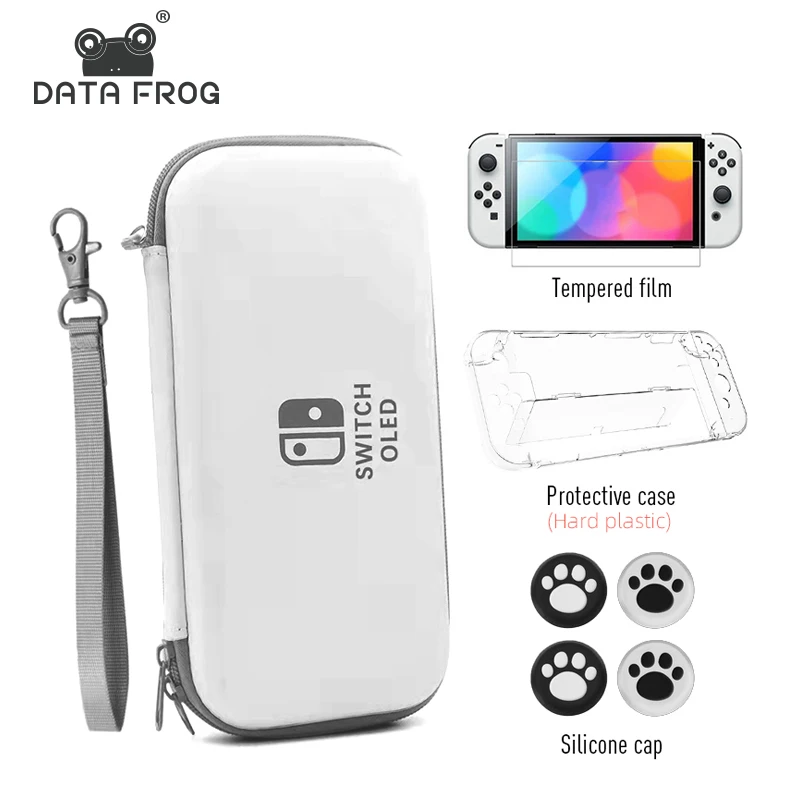 ®
DATA FROG
SWITCH
OLED
Tempered film
Protective case
(Hard plastic)
Silicone cap